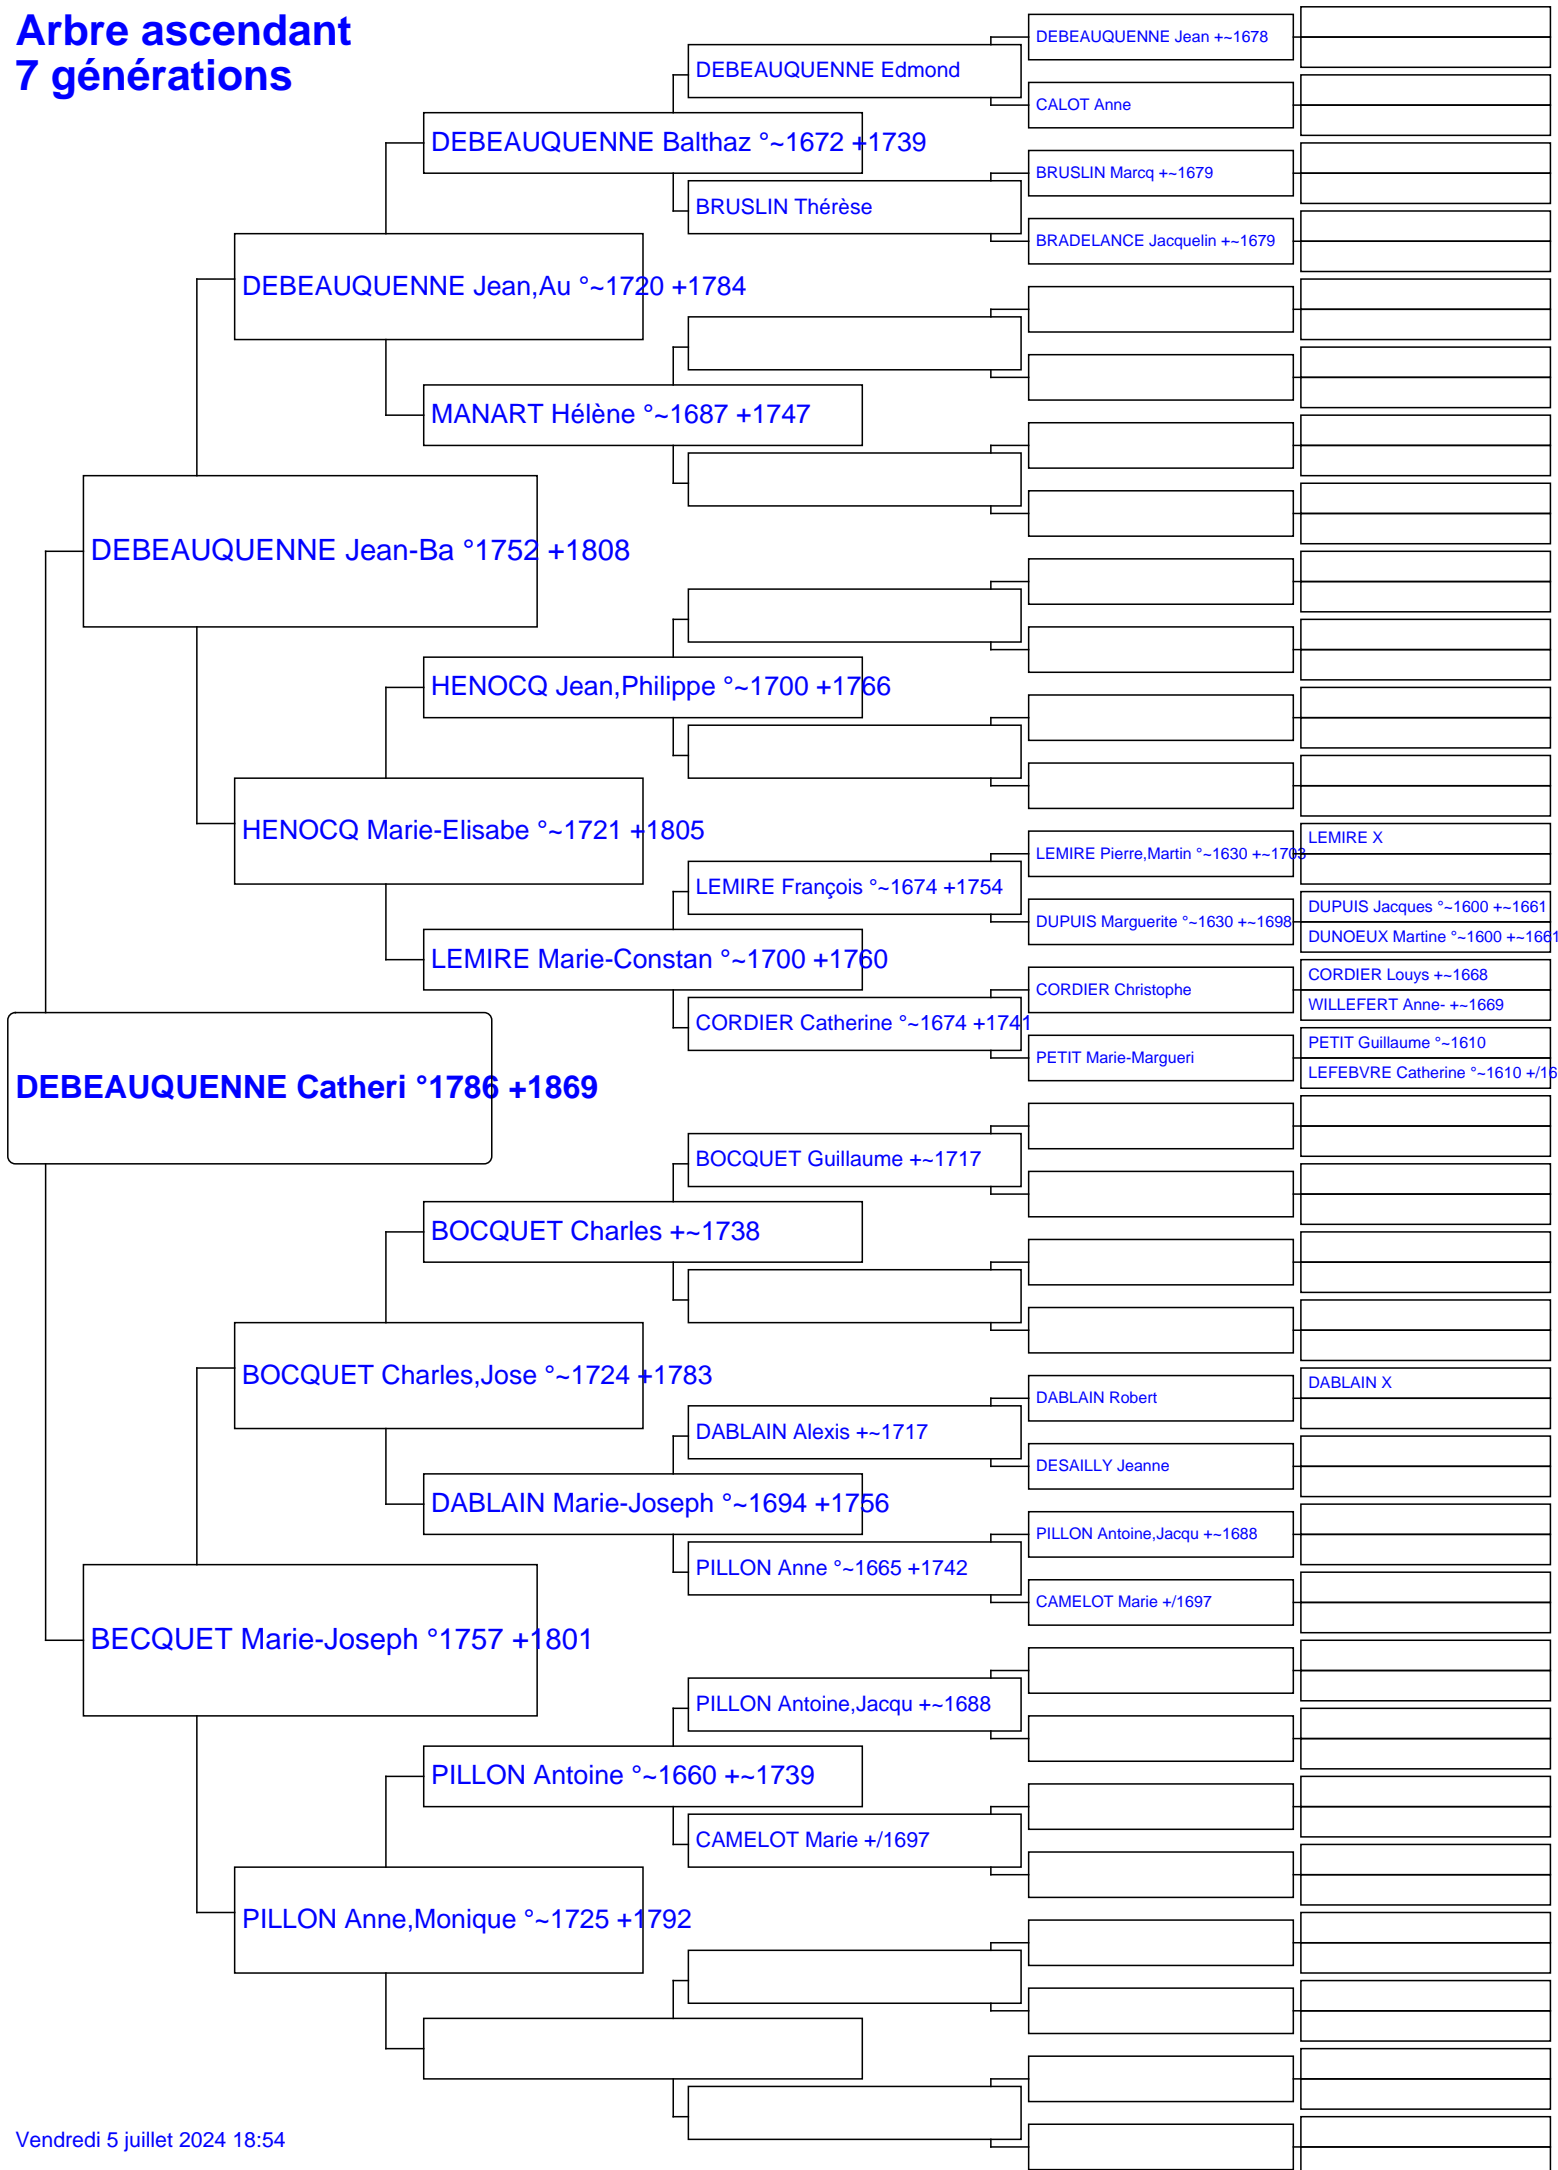 Arbre ascendant
7 générations
DEBEAUQUENNE Jean +~1678
DEBEAUQUENNE Edmond
CALOT Anne
DEBEAUQUENNE Balthaz °~1672 +1739
BRUSLIN Marcq +~1679
BRUSLIN Thérèse
BRADELANCE Jacquelin +~1679
DEBEAUQUENNE Jean,Au °~1720 +1784
MANART Hélène °~1687 +1747
DEBEAUQUENNE Jean-Ba °1752 +1808
HENOCQ Jean,Philippe °~1700 +1766
HENOCQ Marie-Elisabe °~1721 +1805
LEMIRE X
LEMIRE Pierre,Martin °~1630 +~1703
LEMIRE François °~1674 +1754
DUPUIS Jacques °~1600 +~1661
DUPUIS Marguerite °~1630 +~1698
DUNOEUX Martine °~1600 +~1661
LEMIRE Marie-Constan °~1700 +1760
CORDIER Louys +~1668
CORDIER Christophe
WILLEFERT Anne- +~1669
CORDIER Catherine °~1674 +1741
PETIT Guillaume °~1610
PETIT Marie-Margueri
LEFEBVRE Catherine °~1610 +/16
DEBEAUQUENNE Catheri °1786 +1869
BOCQUET Guillaume +~1717
BOCQUET Charles +~1738
BOCQUET Charles,Jose °~1724 +1783
DABLAIN X
DABLAIN Robert
DABLAIN Alexis +~1717
DESAILLY Jeanne
DABLAIN Marie-Joseph °~1694 +1756
PILLON Antoine,Jacqu +~1688
PILLON Anne °~1665 +1742
CAMELOT Marie +/1697
BECQUET Marie-Joseph °1757 +1801
PILLON Antoine,Jacqu +~1688
PILLON Antoine °~1660 +~1739
CAMELOT Marie +/1697
PILLON Anne,Monique °~1725 +1792
Vendredi 5 juillet 2024 18:54